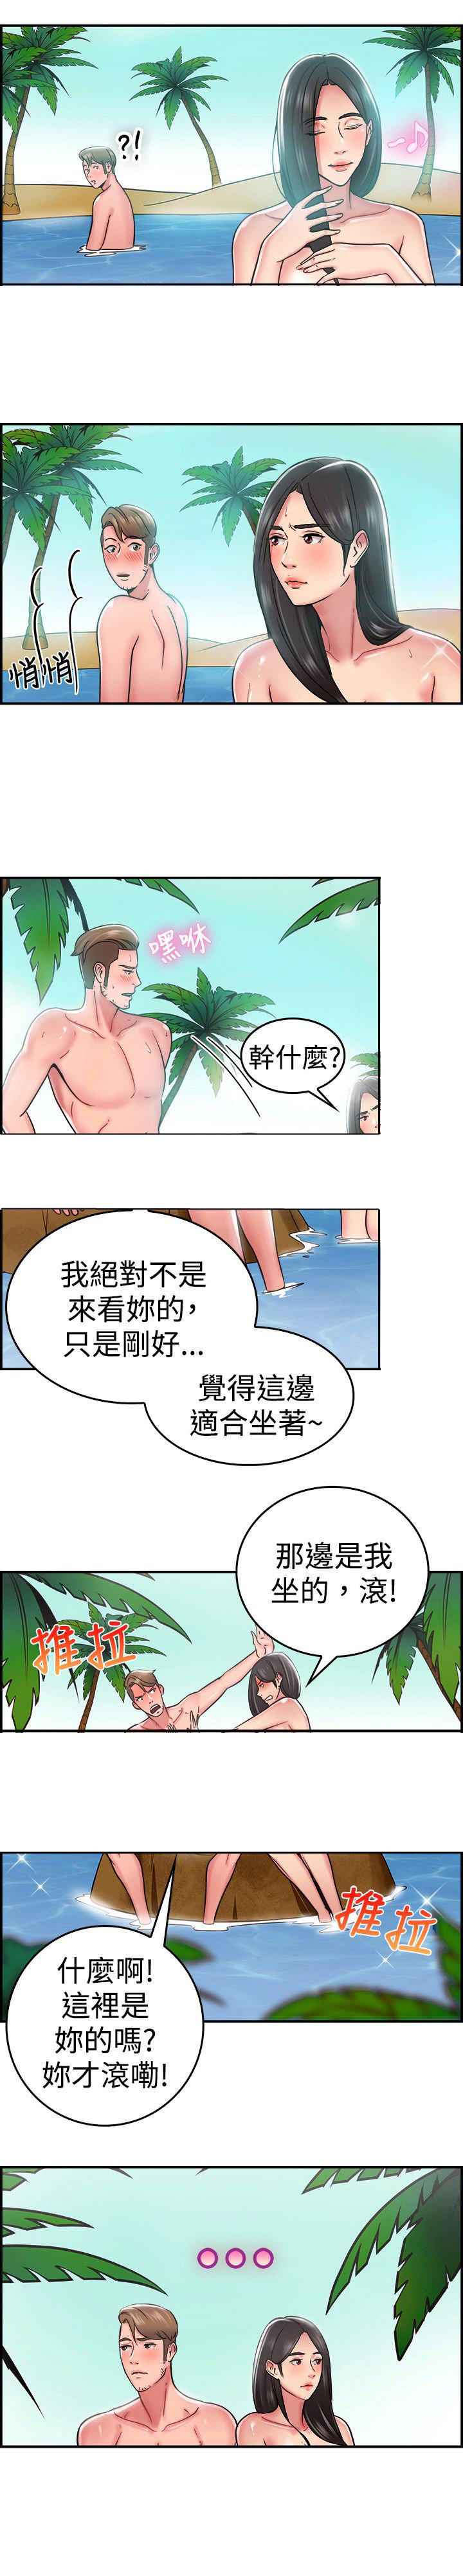 ?!
悄悄
嘿咻
幹什麼?
我絕對不是
來看妳的,
只是剛好...
覺得這邊
適合坐著~
那邊是我
坐的，滾!
推拉
推拉
什麼啊!
這裡是
妳的嗎?
妳才滾嘞!